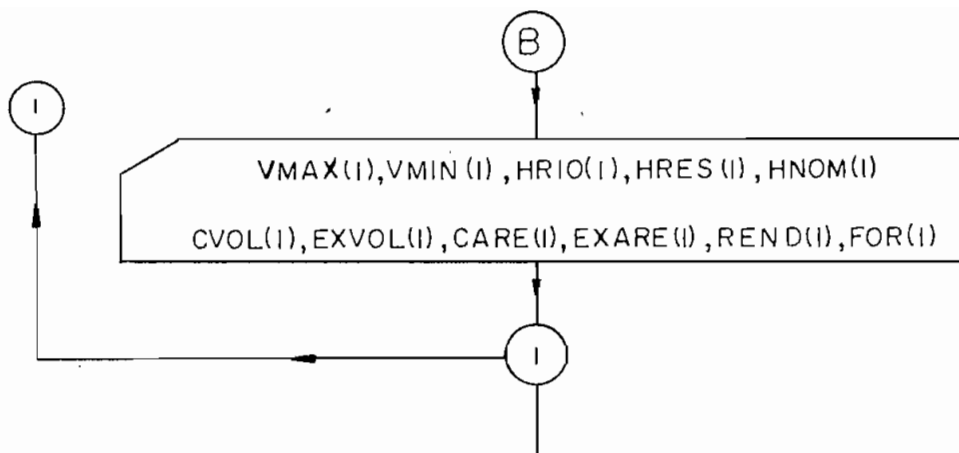 B
I
VMAX(I),VMIN(I),HRIO(I),HRES(I),HNOM(I)
CVOL(I),EXVOL(I),CARE(I),EXARE(I),REND(I),FOR(I)
I